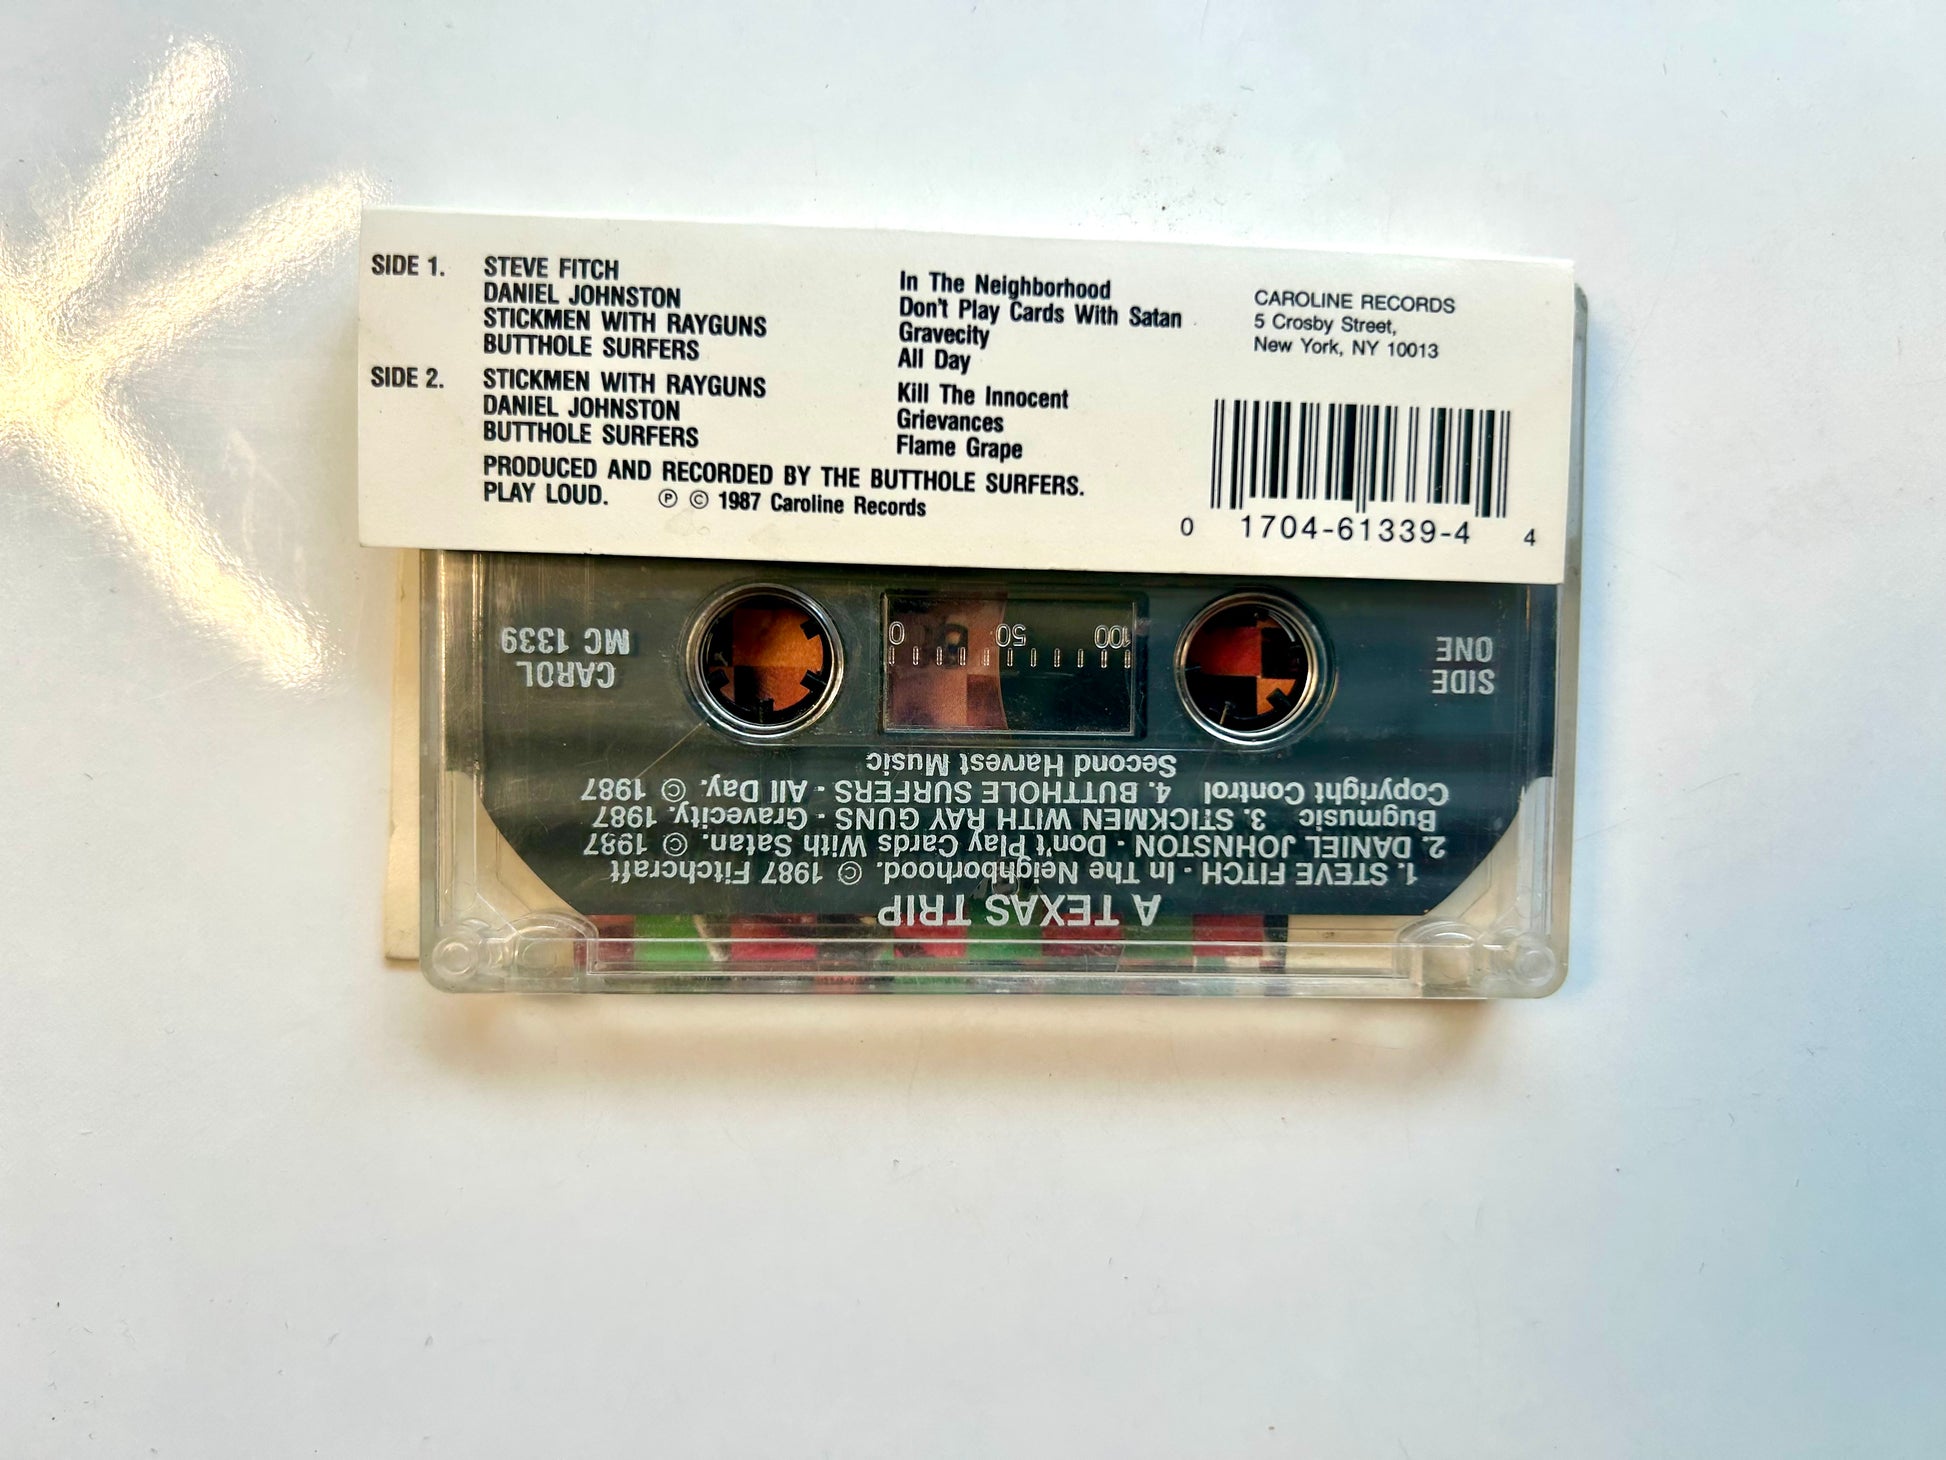 SIDE 1. STEVE FITCH In The Neighborhood
DANIEL JOHNSTON Don't Play Cards With Satan
STICKMEN WITH RAYGUNS Gravecity
BUTTHOLE SURFERS All Day
SIDE 2. STICKMEN WITH RAYGUNS Kill The Innocent
DANIEL JOHNSTON Grievances
BUTTHOLE SURFERS Flame Grape
PRODUCED AND RECORDED BY THE BUTTHOLE SURFERS.
PLAY LOUD. ℗ © 1987 Caroline Records
CAROLINE RECORDS
5 Crosby Street,
New York, NY 10013
0 1704-61339-4 4
A TEXAS TRIP
1. STEVE FITCH - In The Neighborhood. © 1987 Fitchcraft
2. DANIEL JOHNSTON - Don't Play Cards With Satan. © 1987
Bugmusic 3. STICKMEN WITH RAY GUNS - Gravecity, 1987
Copyright Control 4. BUTTHOLE SURFERS - All Day. © 1987
Second Harvest Music
SIDE
ONE
100 50 0
CAROL
MC 1339